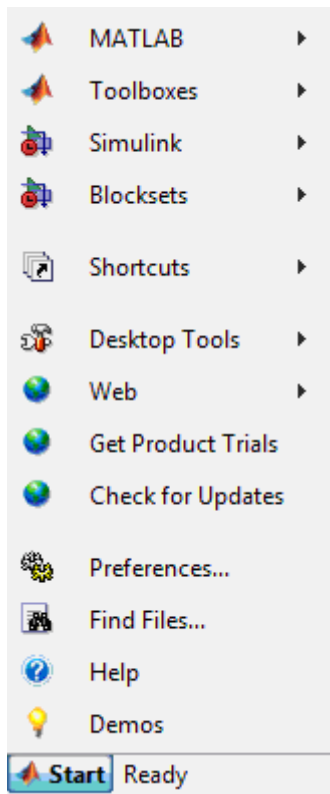 MATLAB
Toolboxes
Simulink
Blocksets
Shortcuts
Desktop Tools
Web
Get Product Trials
Check for Updates
Preferences...
Find Files...
Help
Demos
Start Ready